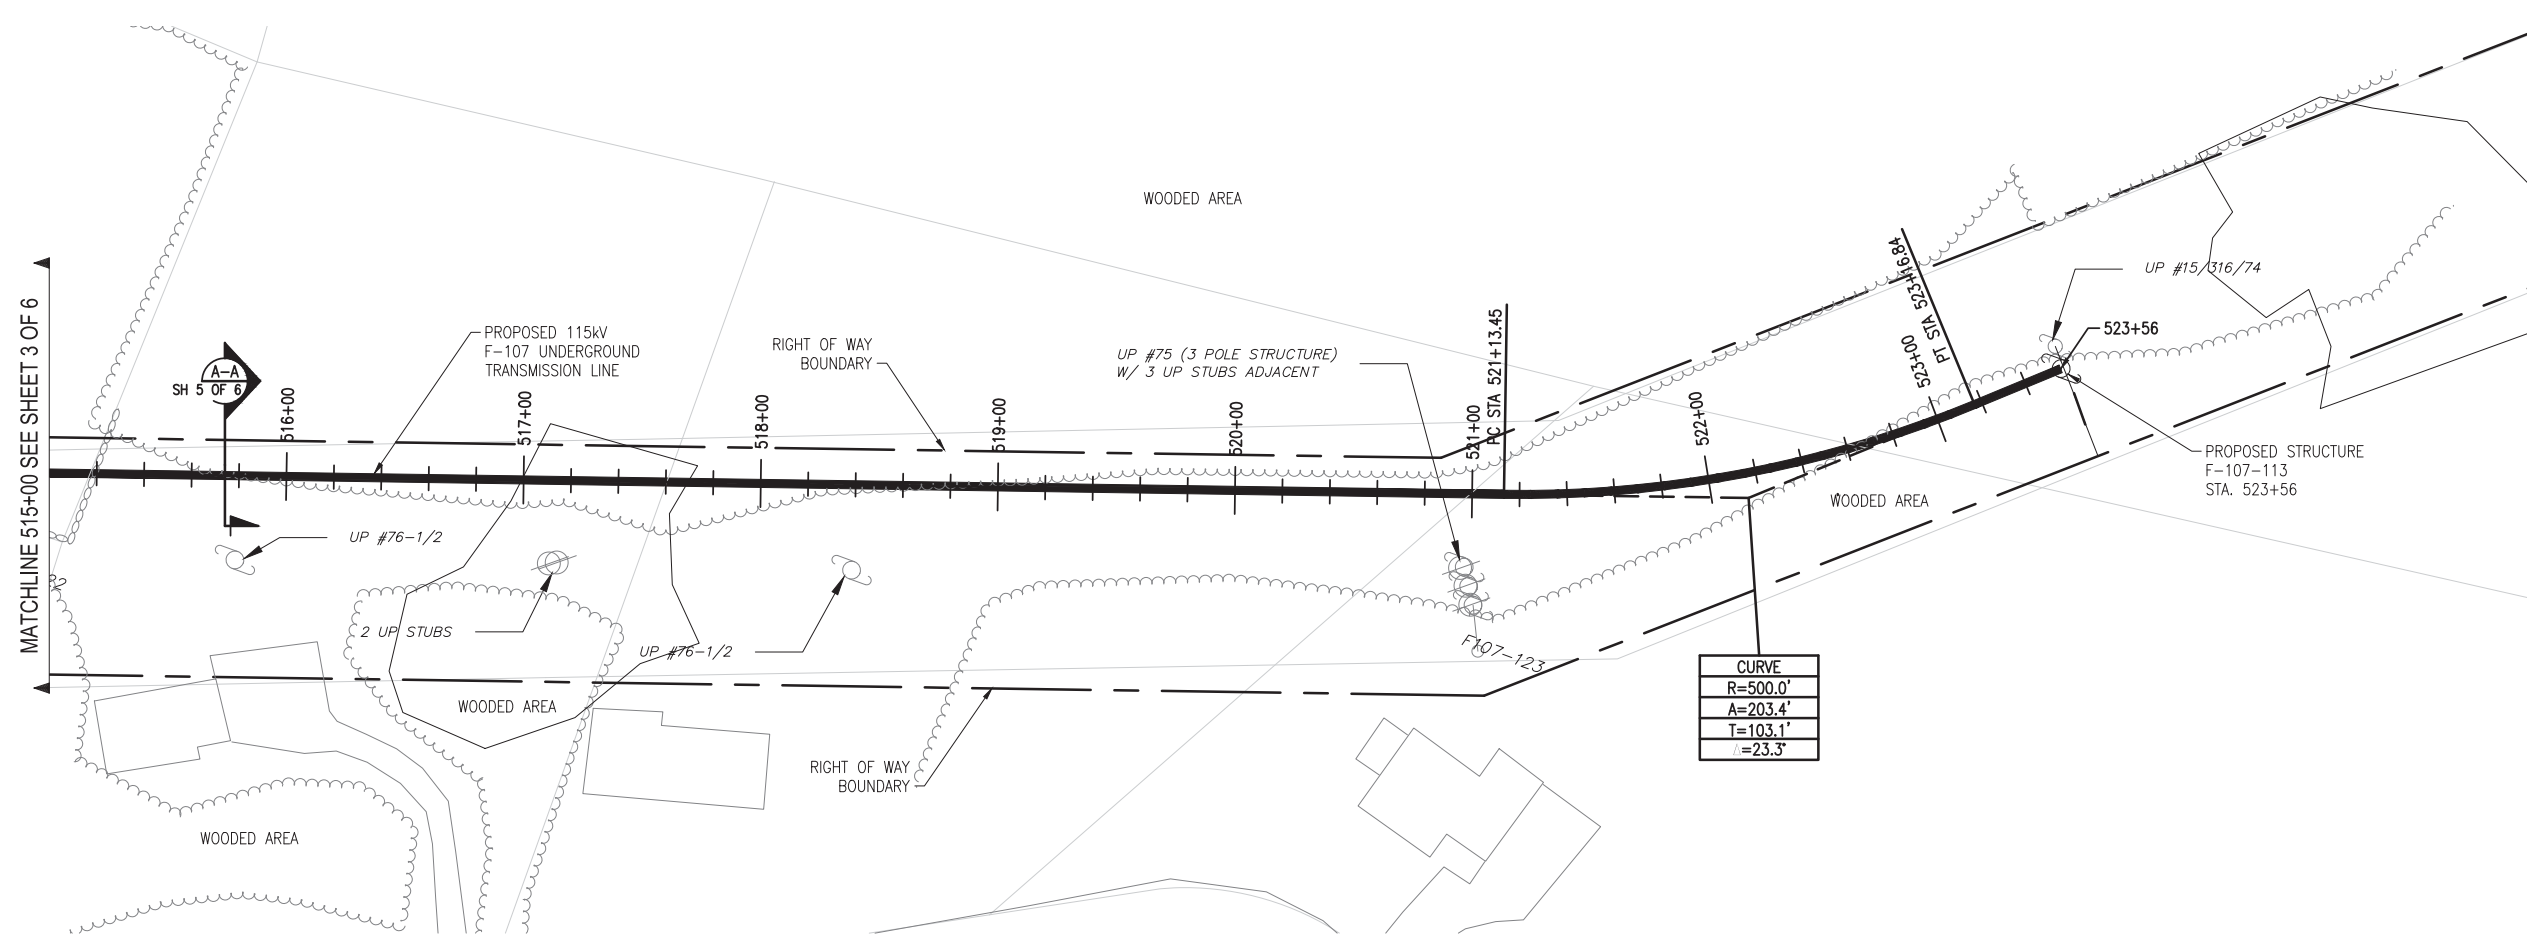 WOODED AREA
MATCHLINE 515+00 SEE SHEET 3 OF 6
A-A
SH 5 OF 6
516+00
PROPOSED 115kV
F-107 UNDERGROUND
TRANSMISSION LINE
517+00
518+00
RIGHT OF WAY
BOUNDARY
519+00
520+00
UP #75 (3 POLE STRUCTURE)
W/ 3 UP STUBS ADJACENT
521+00
PC STA 521+13.45
522+00
523+00
PT STA 523+16.84
UP #15/316/74
523+56
PROPOSED STRUCTURE
F-107-113
STA. 523+56
WOODED AREA
UP #76-1/2
2 UP STUBS
UP #76-1/2
F107-123
WOODED AREA
RIGHT OF WAY
BOUNDARY
CURVE
R=500.0'
A=203.4'
T=103.1'
Δ=23.3°
WOODED AREA